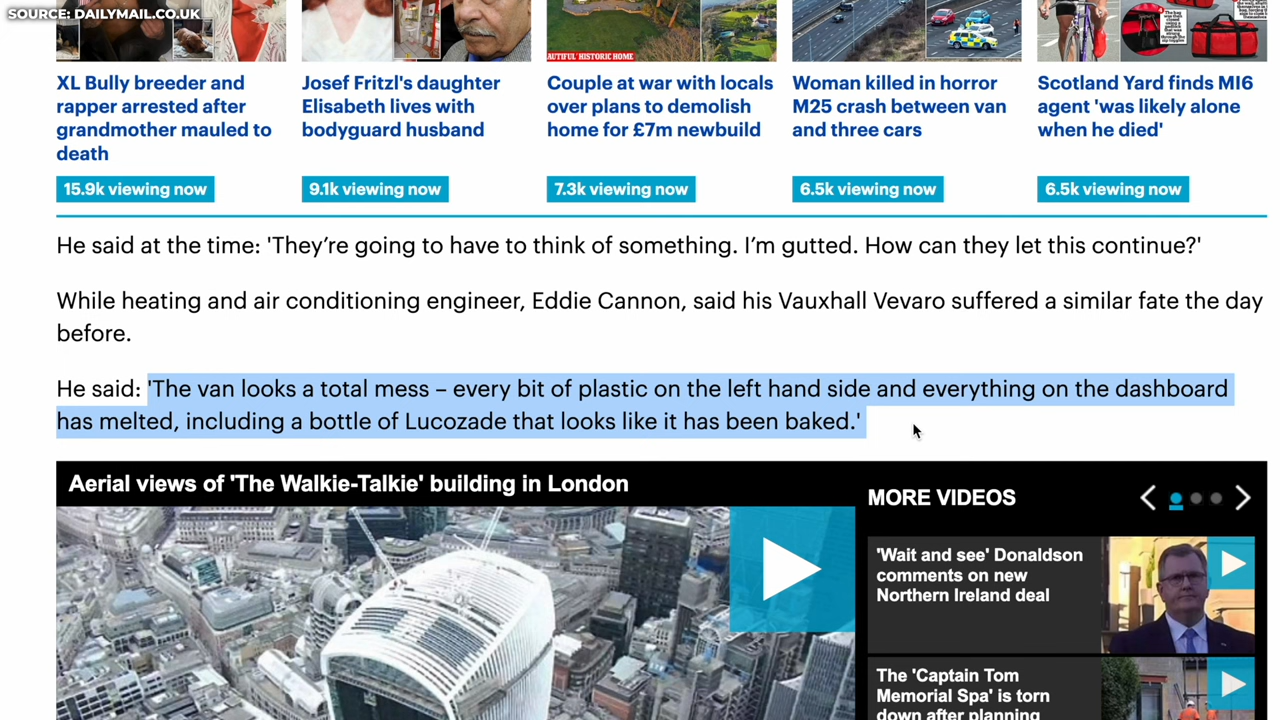 SOURCE: DAILYMAIL.CO.UK
AUTIFUL 'HISTORIC HOME
XL Bully breeder and
rapper arrested after
grandmother mauled to
death
15.9k viewing now
Josef Fritzl's daughter
Elisabeth lives with
bodyguard husband
9.1k viewing now
Couple at war with locals
over plans to demolish
home for £7m newbuild
7.3k viewing now
Woman killed in horror
M25 crash between van
and three cars
6.5k viewing now
Scotland Yard finds MI6
agent 'was likely alone
when he died'
6.5k viewing now
He said at the time: 'They’re going to have to think of something. I’m gutted. How can they let this continue?'
While heating and air conditioning engineer, Eddie Cannon, said his Vauxhall Vevaro suffered a similar fate the day
before.
He said: 'The van looks a total mess – every bit of plastic on the left hand side and everything on the dashboard
has melted, including a bottle of Lucozade that looks like it has been baked.'
Aerial views of 'The Walkie-Talkie' building in London
MORE VIDEOS
'Wait and see' Donaldson
comments on new
Northern Ireland deal
The 'Captain Tom
Memorial Spa' is torn
down after planning